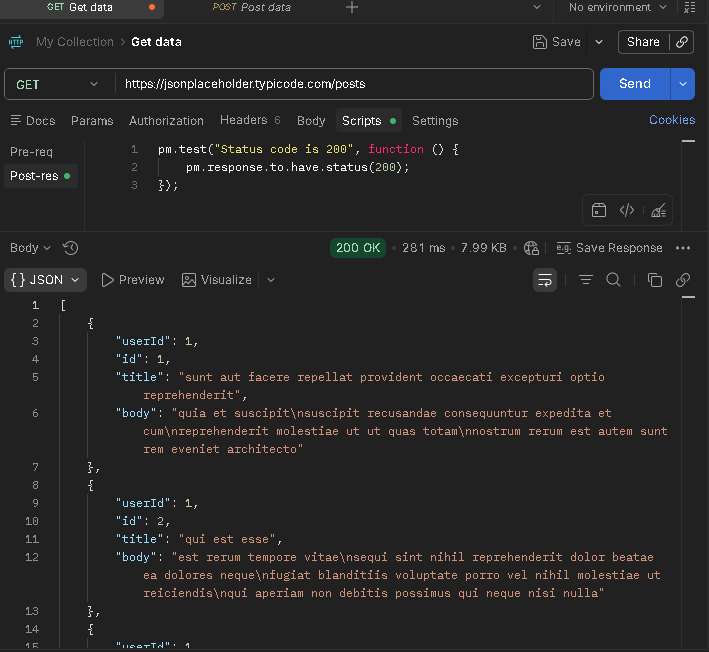 GET Get data POST Post data No environment
HTTP My Collection > Get data Save Share
GET https://jsonplaceholder.typicode.com/posts Send
Docs Params Authorization Headers 6 Body Scripts Settings Cookies
Pre-req
Post-res
1 pm.test("Status code is 200", function () {
2 pm.response.to.have.status(200);
3 });
Body 200 OK • 281 ms • 7.99 KB • e.g. Save Response
{} JSON Preview Visualize
1 [
2 {
3 "userId": 1,
4 "id": 1,
5 "title": "sunt aut facere repellat provident occaecati excepturi optio
reprehenderit",
6 "body": "quia et suscipit\nsuscipit recusandae consequuntur expedita et
cum\nreprehenderit molestiae ut ut quas totam\nnostrum rerum est autem sunt
rem eveniet architecto"
7 },
8 {
9 "userId": 1,
10 "id": 2,
11 "title": "qui est esse",
12 "body": "est rerum tempore vitae\nsequi sint nihil reprehenderit dolor beatae
ea dolores neque\nfugiat blanditiis voluptate porro vel nihil molestiae ut
reiciendis\nqui aperiam non debitis possimus qui neque nisi nulla"
13 },
14 {
15 "userId": 1